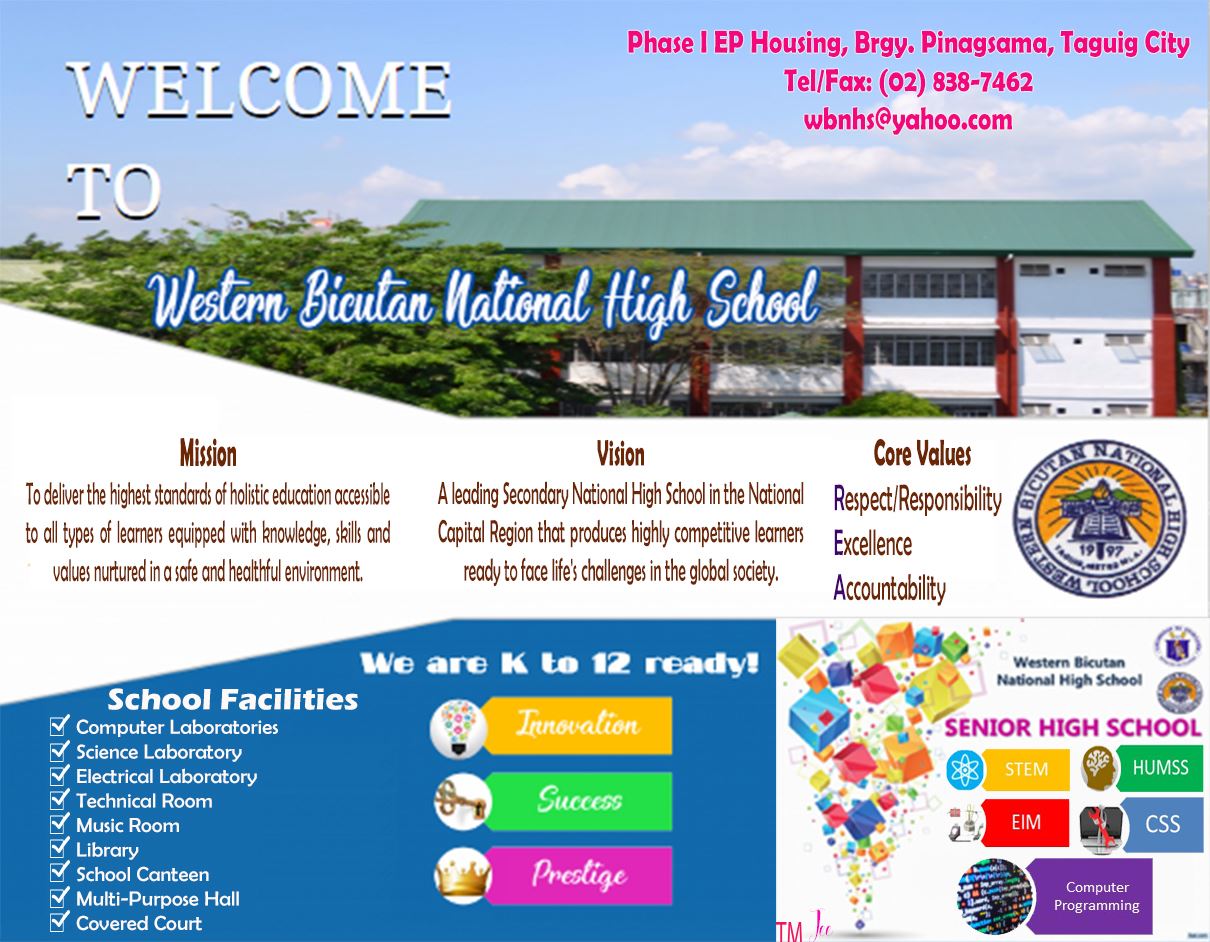 WELCOME
TO
Western Bicutan National High School
Phase I EP Housing, Brgy. Pinagsama, Taguig City
Tel/Fax: (02) 838-7462
wbnhs@yahoo.com
Mission
To deliver the highest standards of holistic education accessible
to all types of learners equipped with knowledge, skills and
values nurtured in a safe and healthful environment.
Vision
A leading Secondary National High School in the National
Capital Region that produces highly competitive learners
ready to face life's challenges in the global society.
Core Values
Respect/Responsibility
Excellence
Accountability
WESTERN BICUTAN NATIONAL HIGH SCHOOL
1997
We are K to 12 ready!
School Facilities
Computer Laboratories
Science Laboratory
Electrical Laboratory
Technical Room
Music Room
Library
School Canteen
Multi-Purpose Hall
Covered Court
Innovation
Success
Prestige
Western Bicutan
National High School
SENIOR HIGH SCHOOL
STEM
HUMSS
EIM
CSS
Computer
Programming
TM